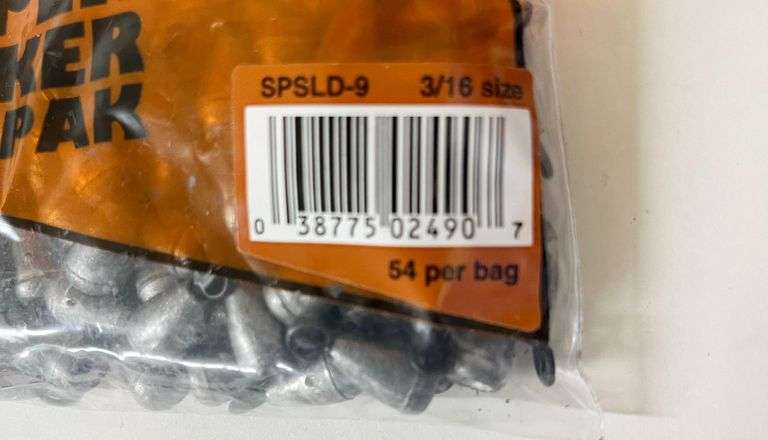 KER
PAK
SPSLD-9 3/16 size
0 38775 02490 7
54 per bag